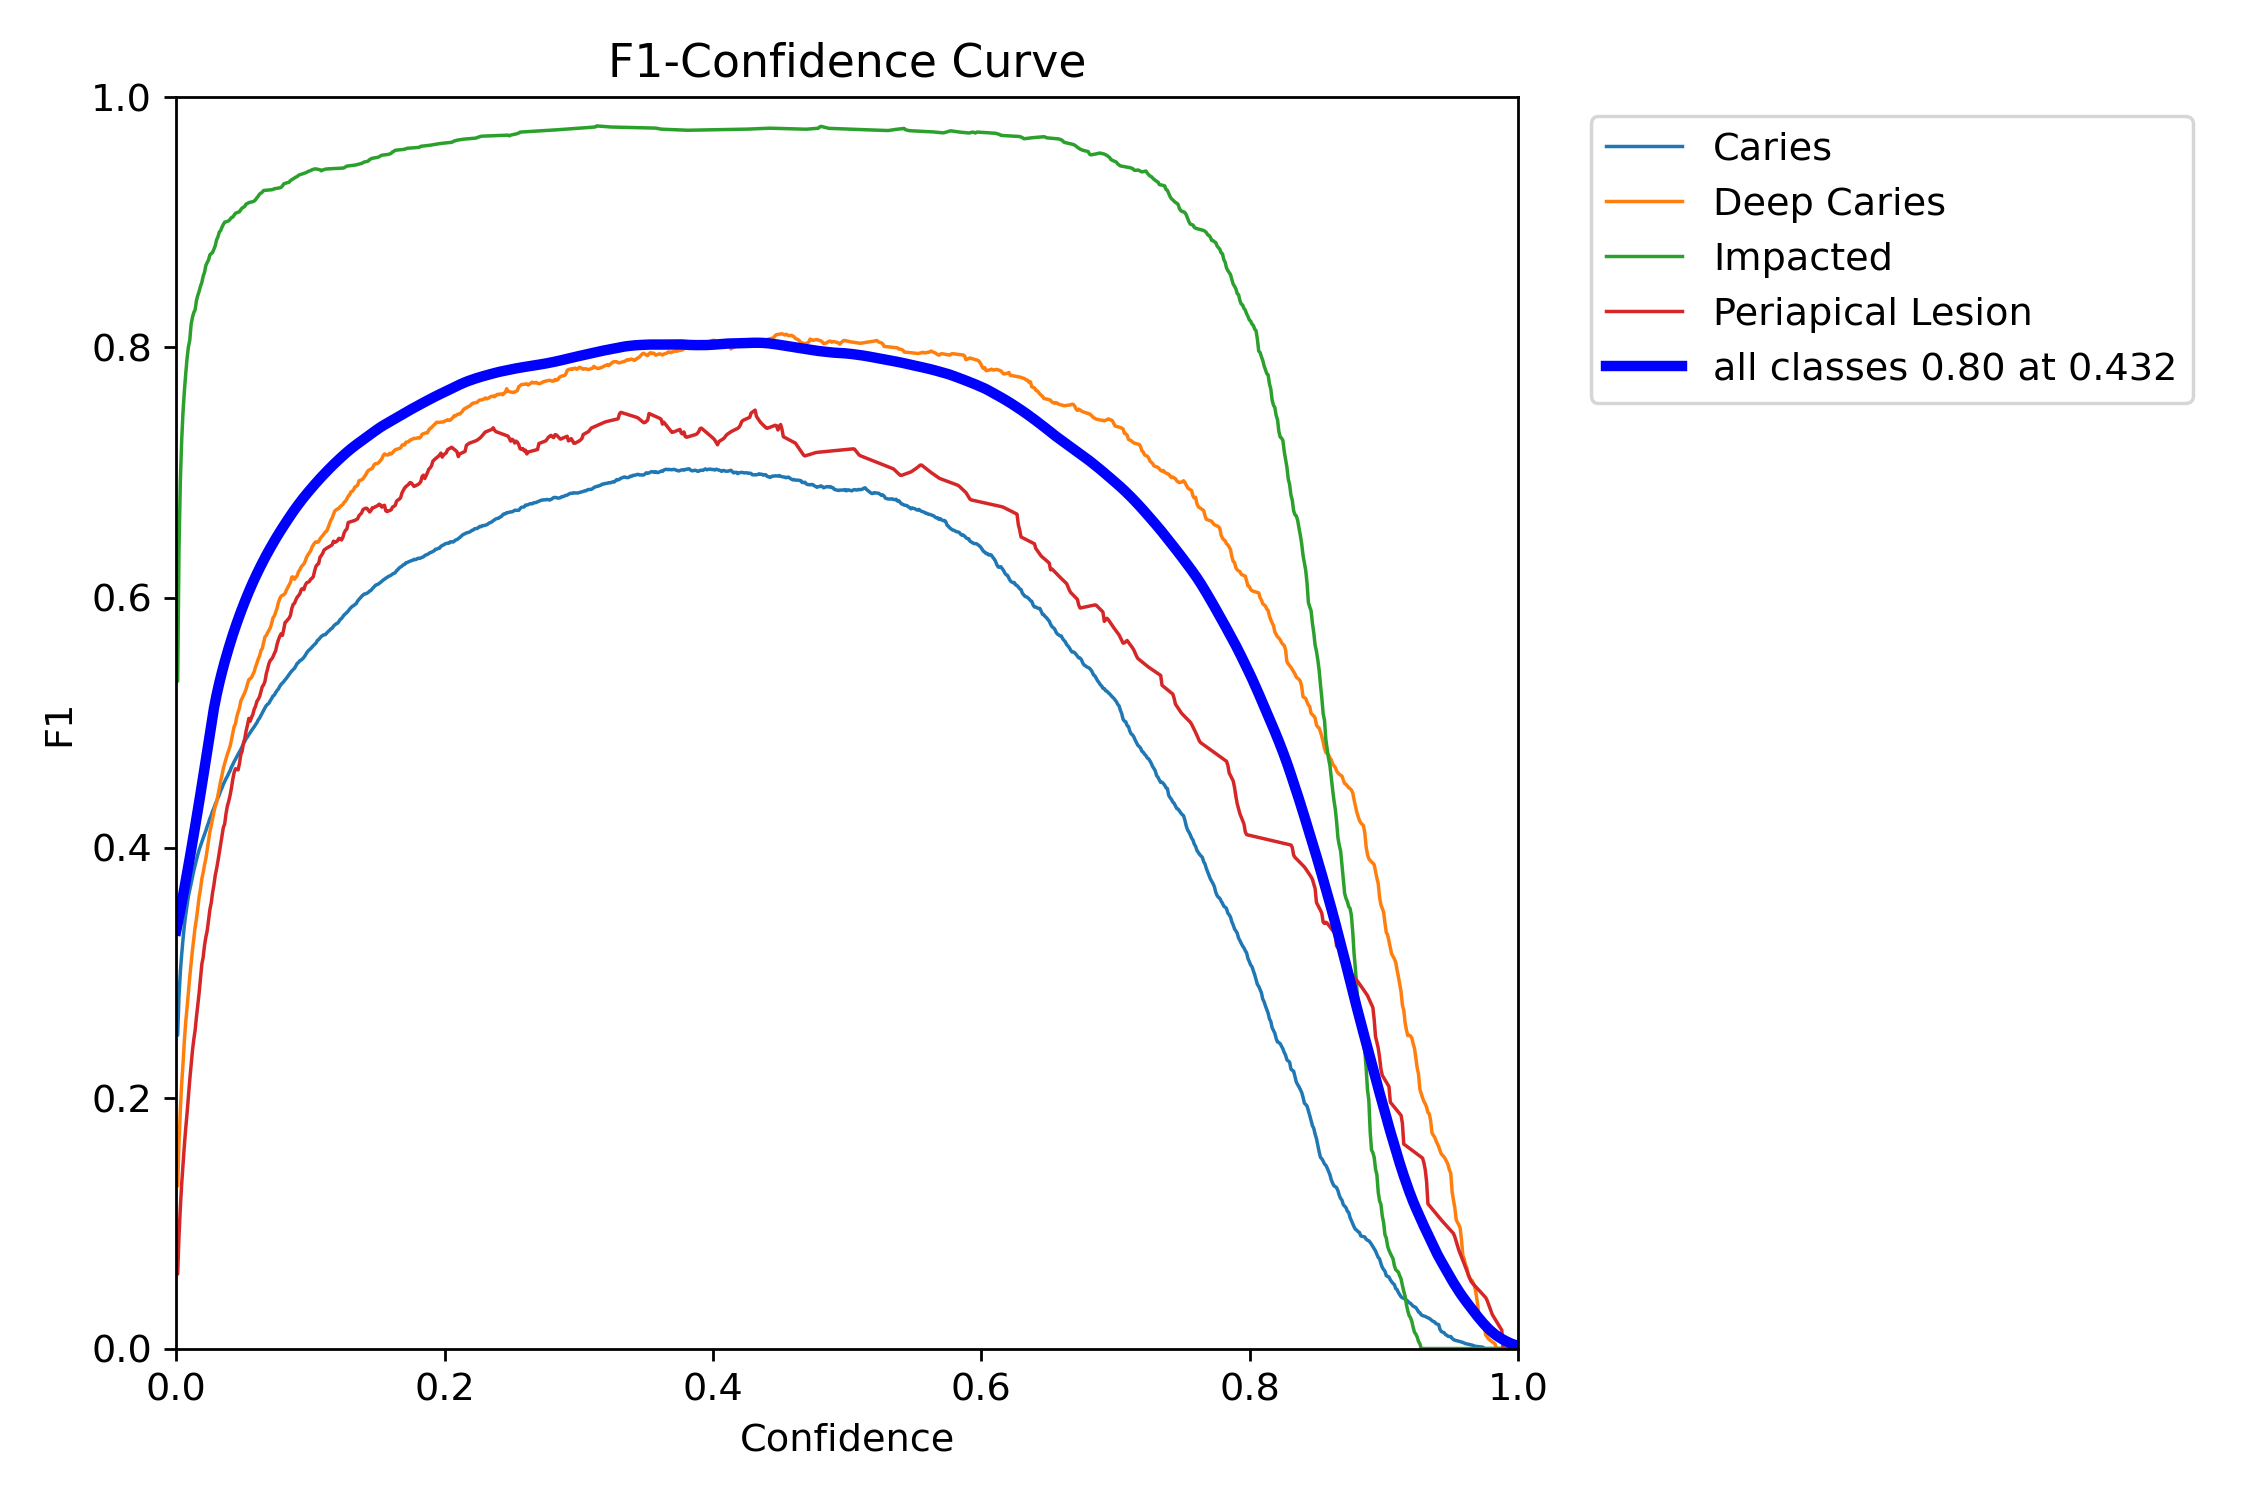 F1-Confidence Curve
1.0
0.8
0.6
0.4
0.2
0.0
F1
0.0 0.2 0.4 0.6 0.8 1.0
Confidence
Caries
Deep Caries
Impacted
Periapical Lesion
all classes 0.80 at 0.432